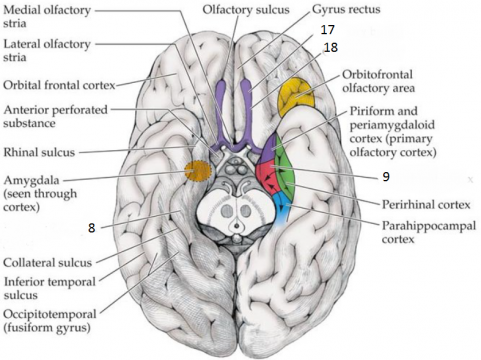 Medial olfactory
stria
Lateral olfactory
stria
Orbital frontal cortex
Anterior perforated
substance
Rhinal sulcus
Amygdala
(seen through
cortex)
8
Collateral sulcus
Inferior temporal
sulcus
Occipitotemporal
(fusiform gyrus)
Olfactory sulcus
Gyrus rectus
17
18
Orbitofrontal
olfactory area
Piriform and
periamygdaloid
cortex (primary
olfactory cortex)
9
Perirhinal cortex
Parahippocampal
cortex